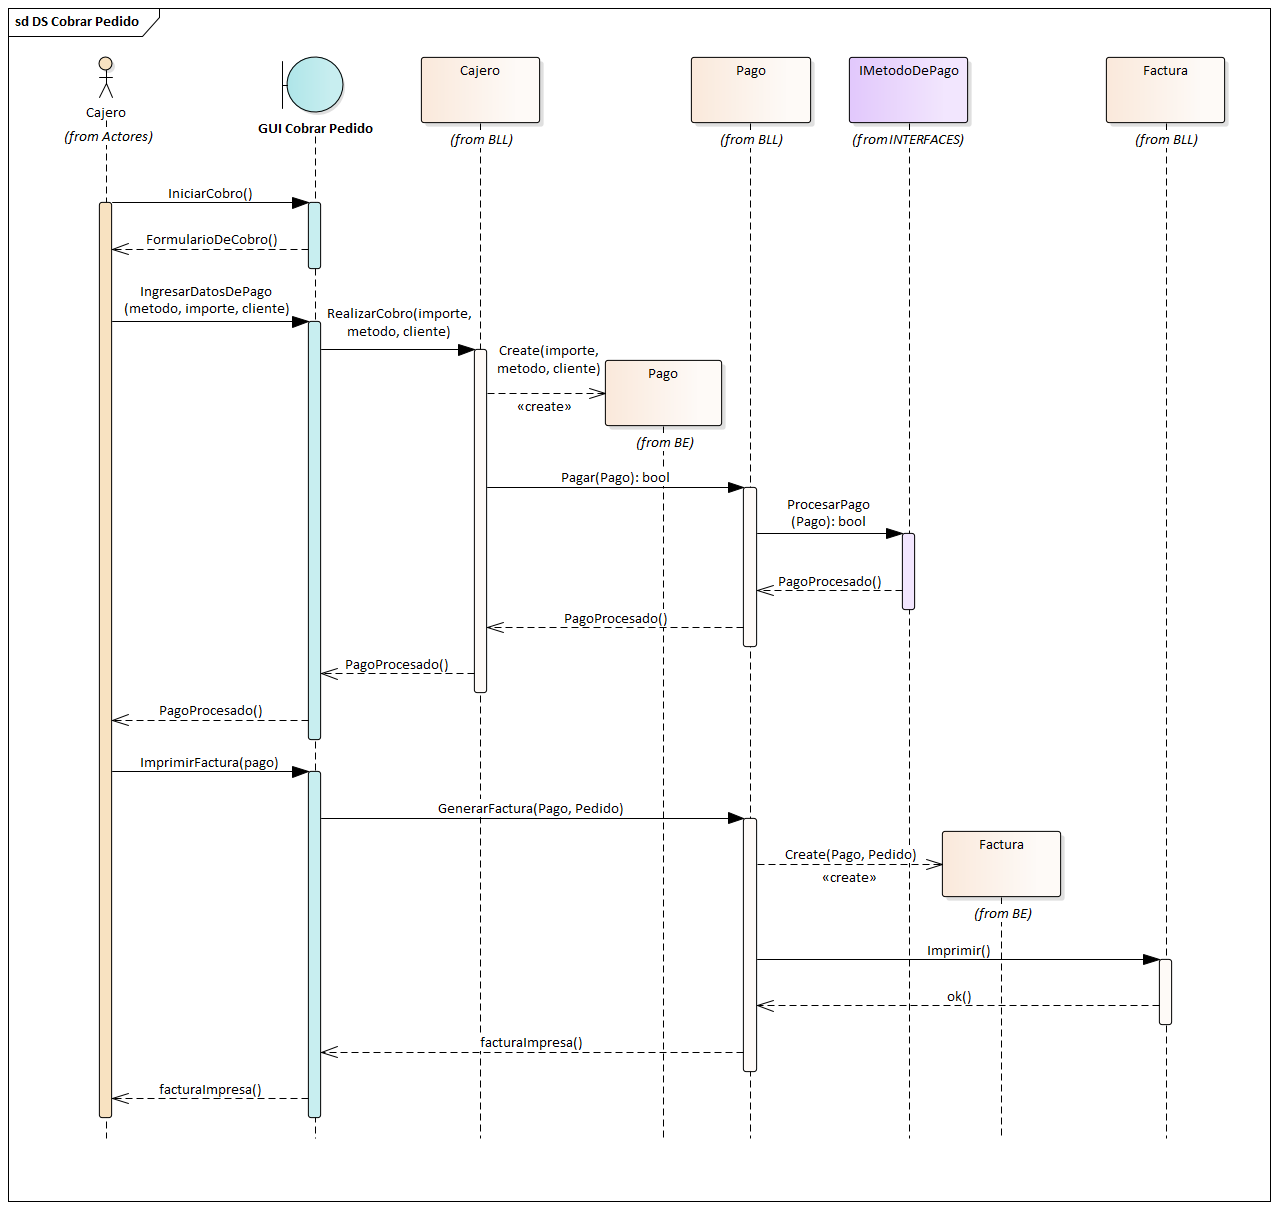 sd DS Cobrar Pedido
Cajero
(from Actores)
GUI Cobrar Pedido
Cajero
(from BLL)
Pago
(from BLL)
IMetodoDePago
(from INTERFACES)
Factura
(from BLL)
IniciarCobro()
FormularioDeCobro()
IngresarDatosDePago
(metodo, importe, cliente)
RealizarCobro(importe,
metodo, cliente)
Create(importe,
metodo, cliente)
«create»
Pago
(from BE)
Pagar(Pago): bool
ProcesarPago
(Pago): bool
PagoProcesado()
PagoProcesado()
PagoProcesado()
PagoProcesado()
ImprimirFactura(pago)
GenerarFactura(Pago, Pedido)
Create(Pago, Pedido)
«create»
Factura
(from BE)
Imprimir()
ok()
facturaImpresa()
facturaImpresa()